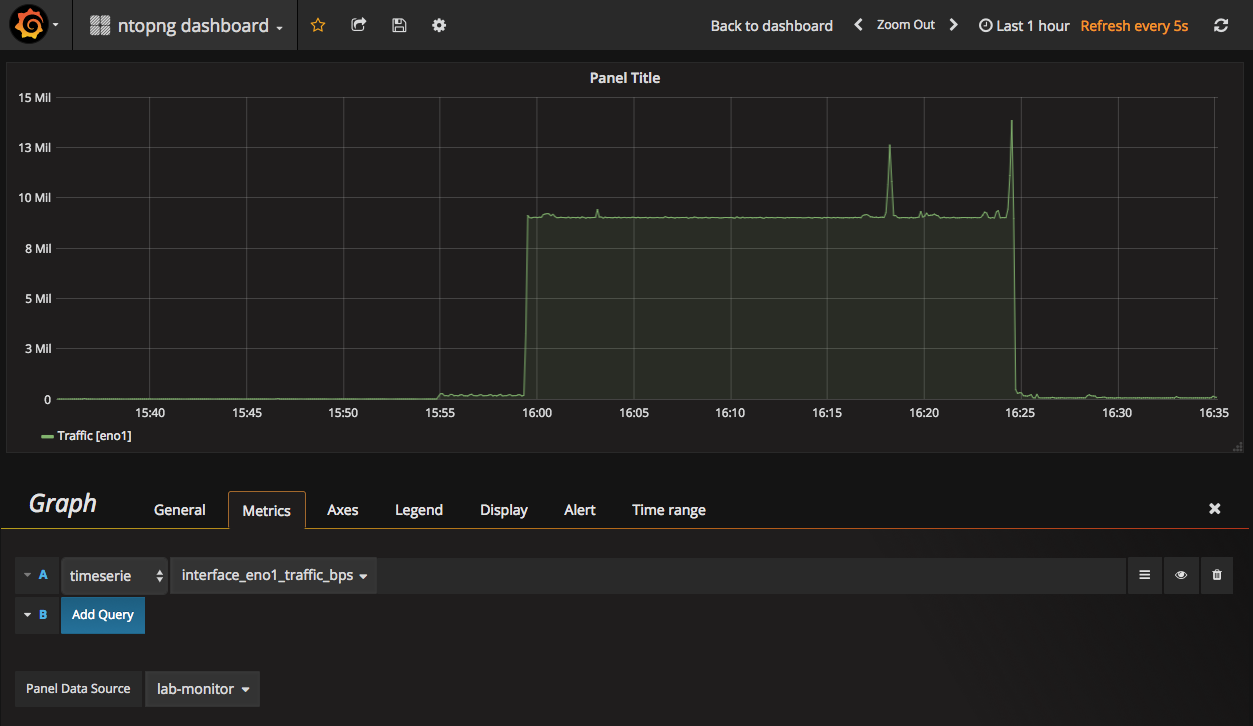 ntopng dashboard
Back to dashboard Zoom Out Last 1 hour Refresh every 5s
Panel Title
15 Mil
13 Mil
10 Mil
8 Mil
5 Mil
3 Mil
0
15:40 15:45 15:50 15:55 16:00 16:05 16:10 16:15 16:20 16:25 16:30 16:35
Traffic [eno1]
Graph General Metrics Axes Legend Display Alert Time range
A timeserie interface_eno1_traffic_bps
B Add Query
Panel Data Source lab-monitor